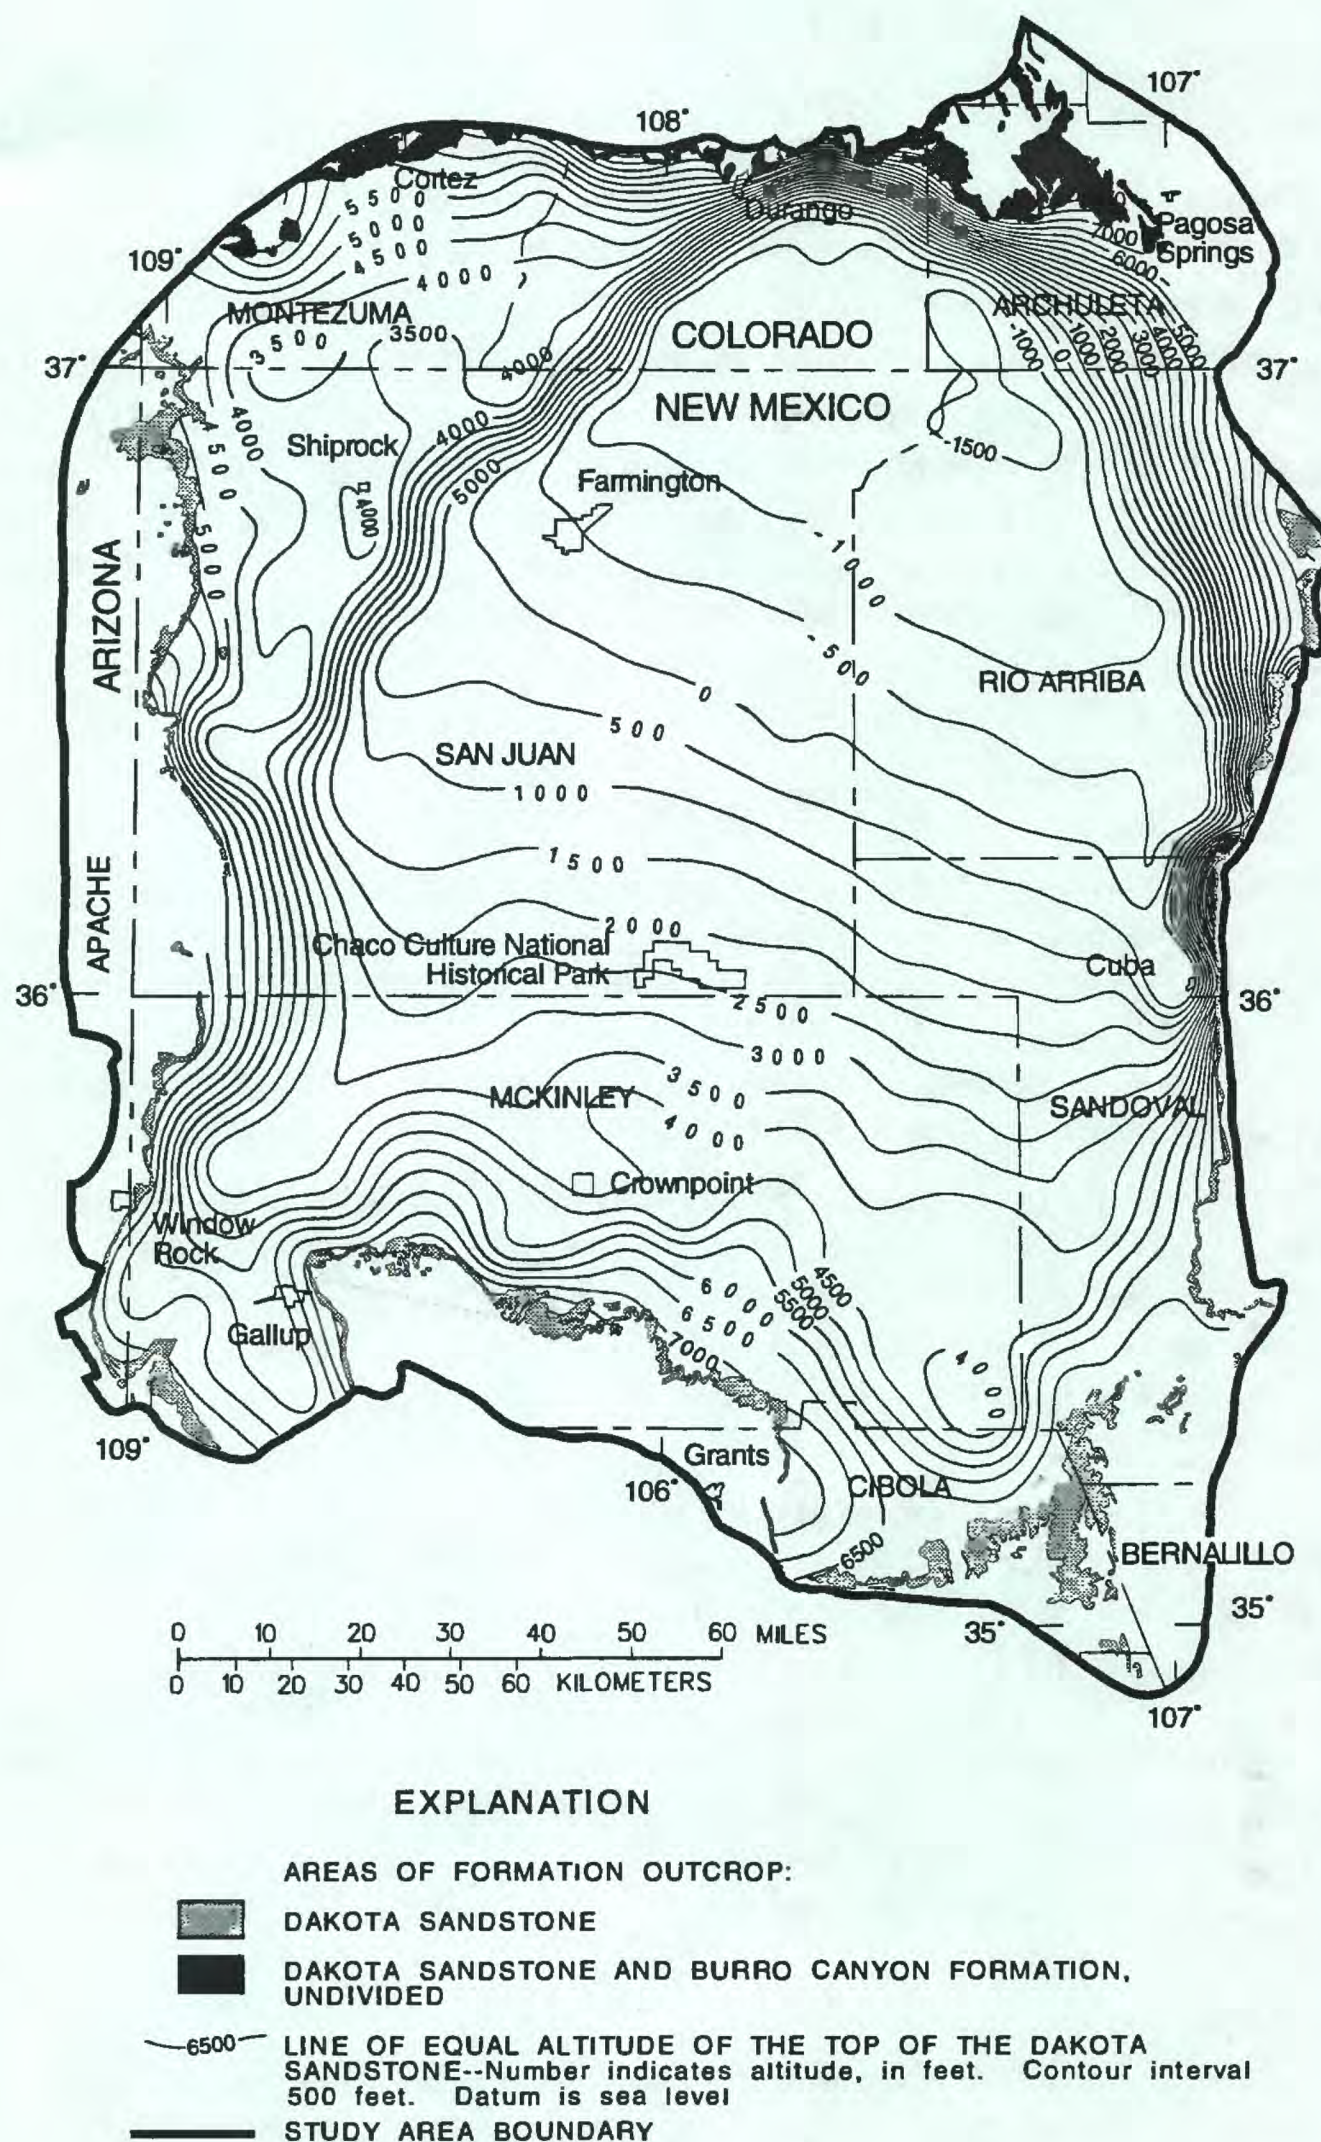 107°
108°
Cortez
5500
5000
4500
4000
Durango
Pagosa
Springs
7000
6000
109°
MONTEZUMA
3500
3500
4000
COLORADO
ARCHULETA
-1000
0
1000
2000
3000
4000
5000
37°
37°
NEW MEXICO
4000
4500
Shiprock
4000
5000
-1500
4000
Farmington
5000
-1000
ARIZONA
-500
RIO ARRIBA
0
500
SAN JUAN
1000
1500
APACHE
2000
Chaco Culture National
Historical Park
Cuba
36°
36°
2500
3000
MCKINLEY
3500
SANDOVAL
4000
Crownpoint
Window
Rock
6000
4500
5000
5500
6500
Gallup
7000
4000
109°
Grants
106°
CIBOLA
6500
BERNALILLO
35°
35°
107°
0 10 20 30 40 50 60 MILES
0 10 20 30 40 50 60 KILOMETERS
EXPLANATION
AREAS OF FORMATION OUTCROP:
DAKOTA SANDSTONE
DAKOTA SANDSTONE AND BURRO CANYON FORMATION,
UNDIVIDED
6500 LINE OF EQUAL ALTITUDE OF THE TOP OF THE DAKOTA
SANDSTONE--Number indicates altitude, in feet. Contour interval
500 feet. Datum is sea level
STUDY AREA BOUNDARY